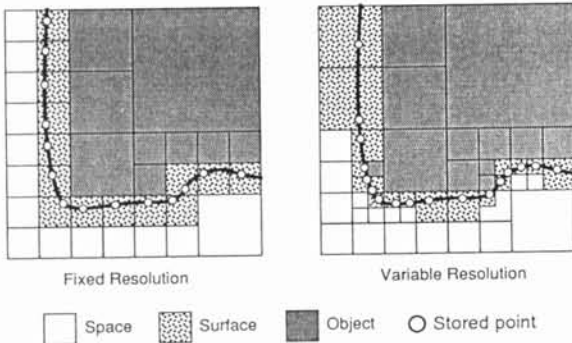 Fixed Resolution
Variable Resolution
Space
Surface
Object
Stored point